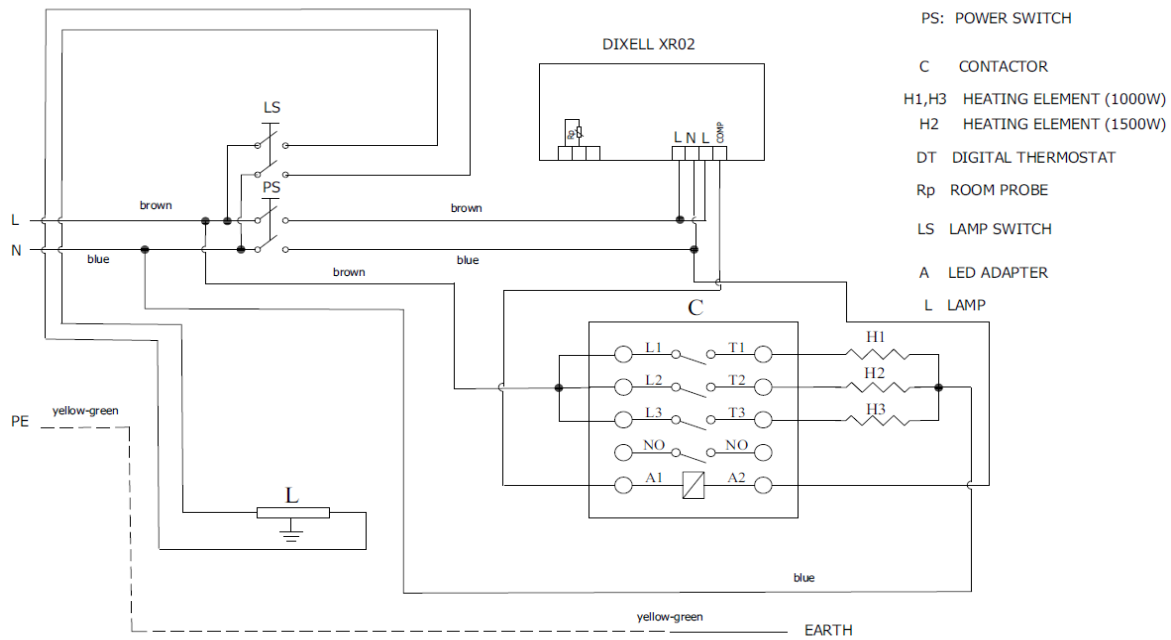 PS: POWER SWITCH
DIXELL XR02
C CONTACTOR
H1,H3 HEATING ELEMENT (1000W)
LS
H2 HEATING ELEMENT (1500W)
Rp
L N L COMP
DT DIGITAL THERMOSTAT
PS
Rp ROOM PROBE
brown
brown
L
LS LAMP SWITCH
N
blue
blue
brown
A LED ADAPTER
C
L LAMP
L1 T1
H1
L2 T2
H2
yellow-green
L3 T3
H3
PE
NO NO
A1 A2
L
blue
yellow-green
EARTH